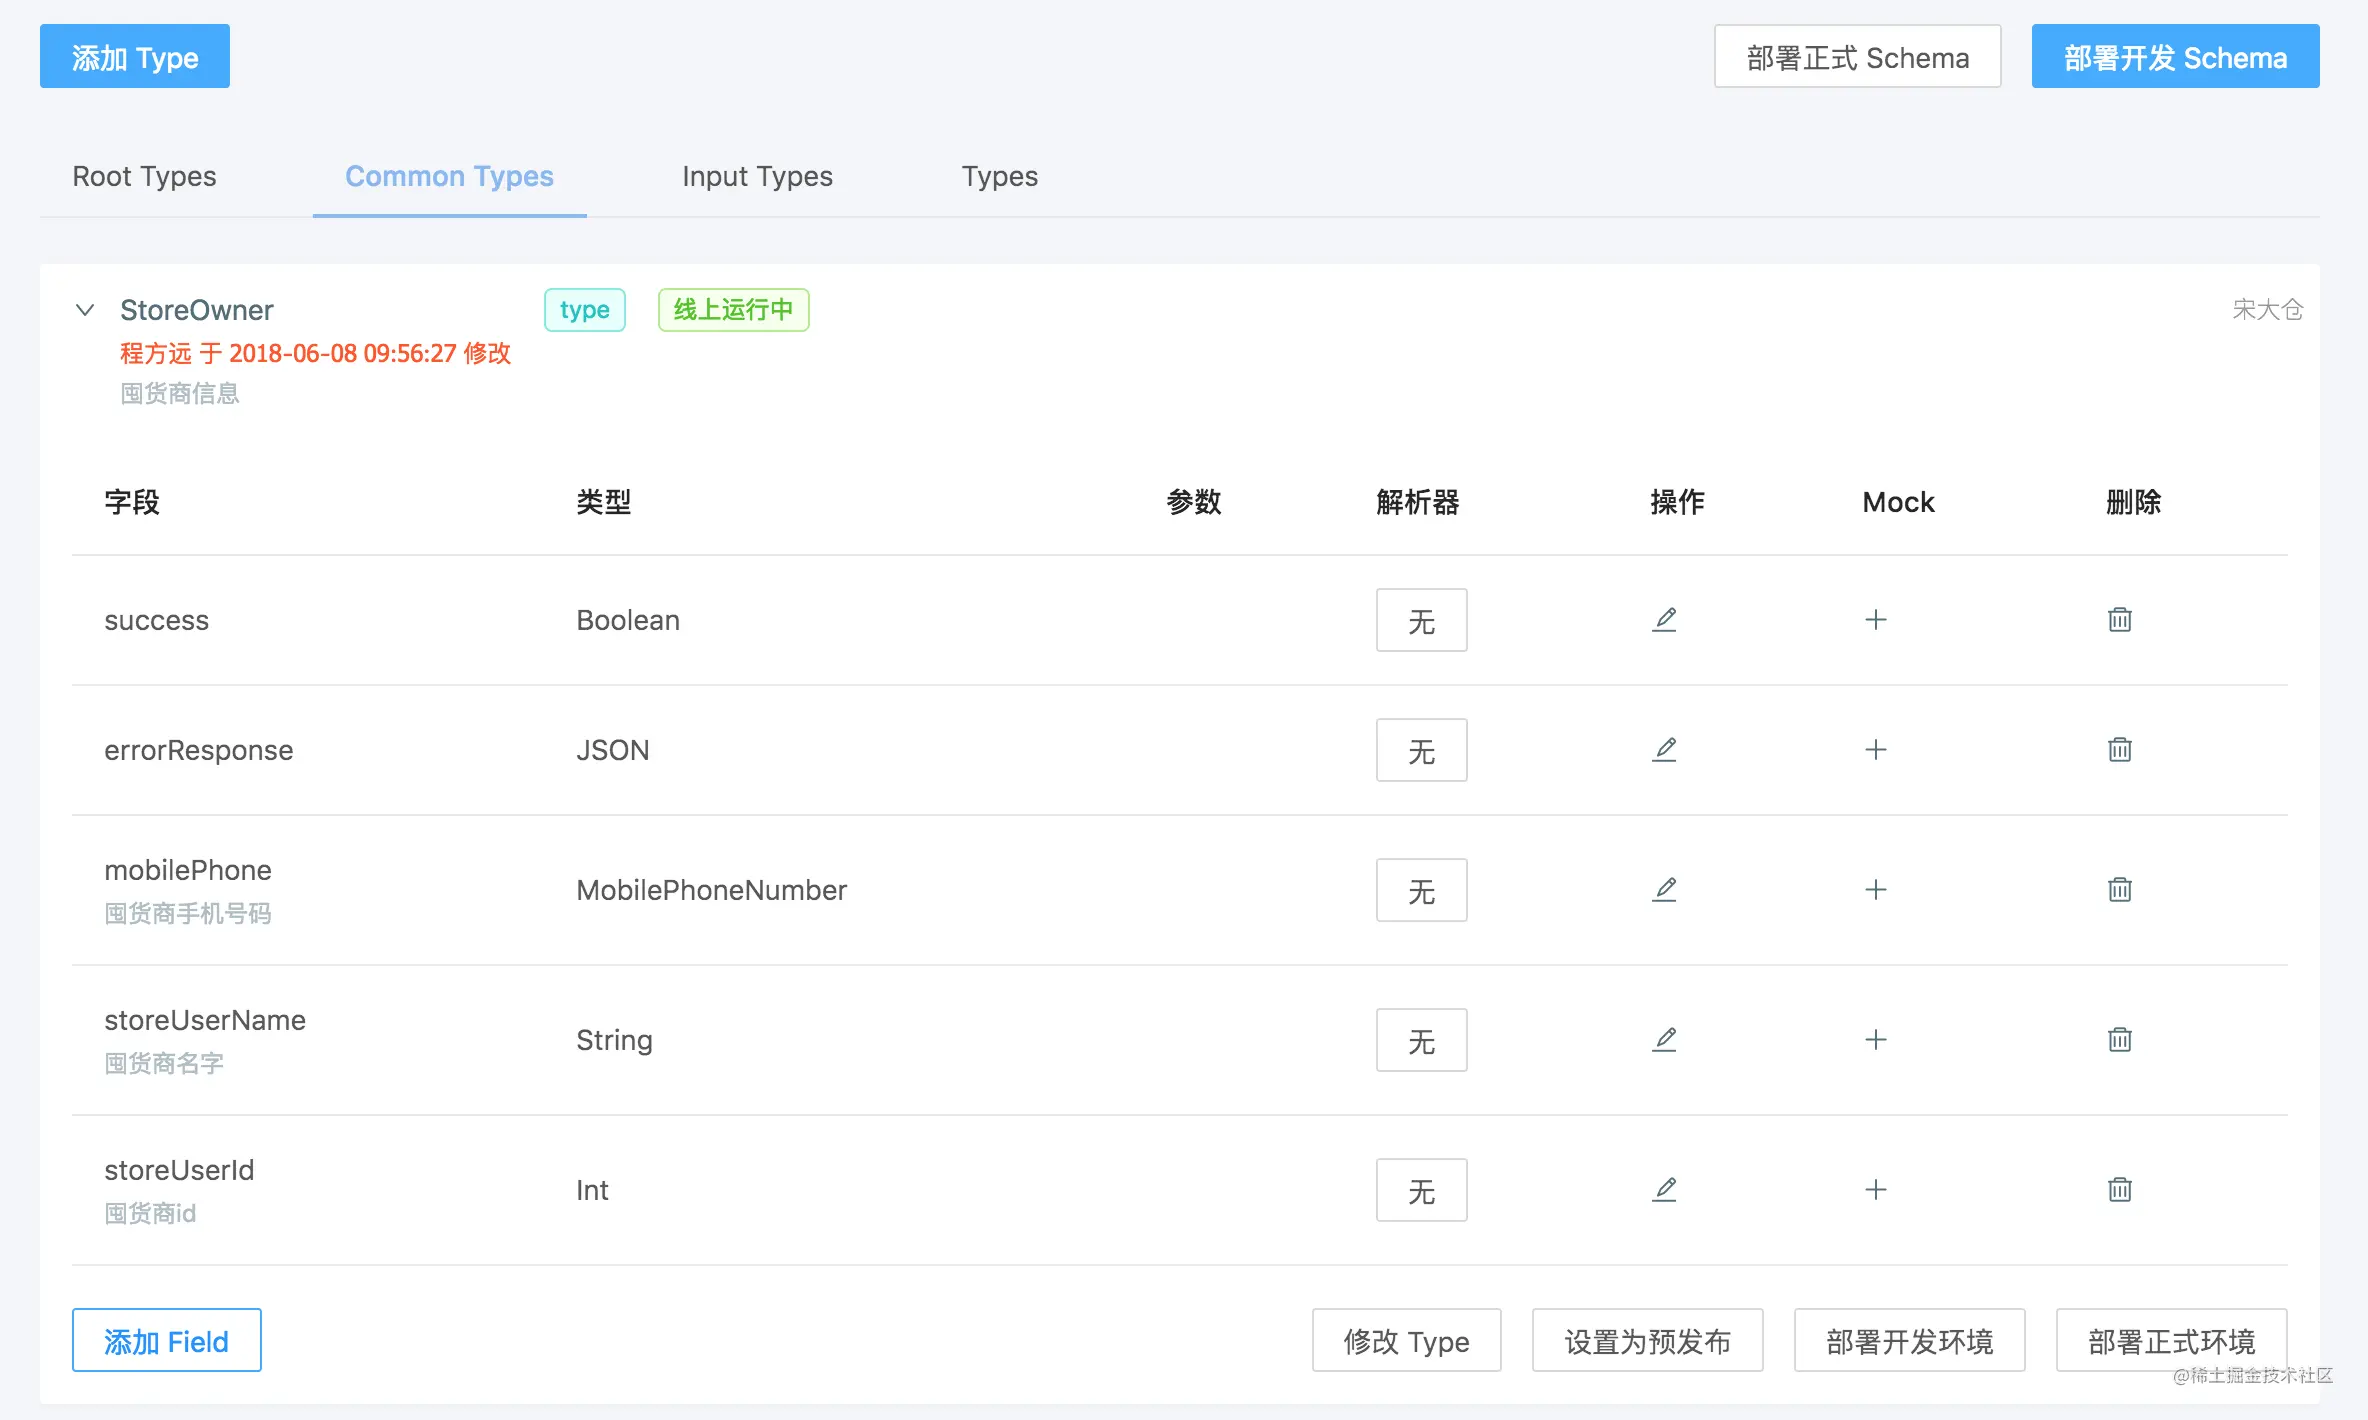 添加 Type
部署正式 Schema
部署开发 Schema
Root Types
Common Types
Input Types
Types
StoreOwner
type
线上运行中
宋大仓
程方远 于 2018-06-08 09:56:27 修改
囤货商信息
字段 类型 参数 解析器 操作 Mock 删除
success Boolean 无
errorResponse JSON 无
mobilePhone
囤货商手机号码
MobilePhoneNumber 无
storeUserName
囤货商名字
String 无
storeUserId
囤货商id
Int 无
添加 Field
修改 Type
设置为预发布
部署开发环境
部署正式环境
@稀土掘金技术社区